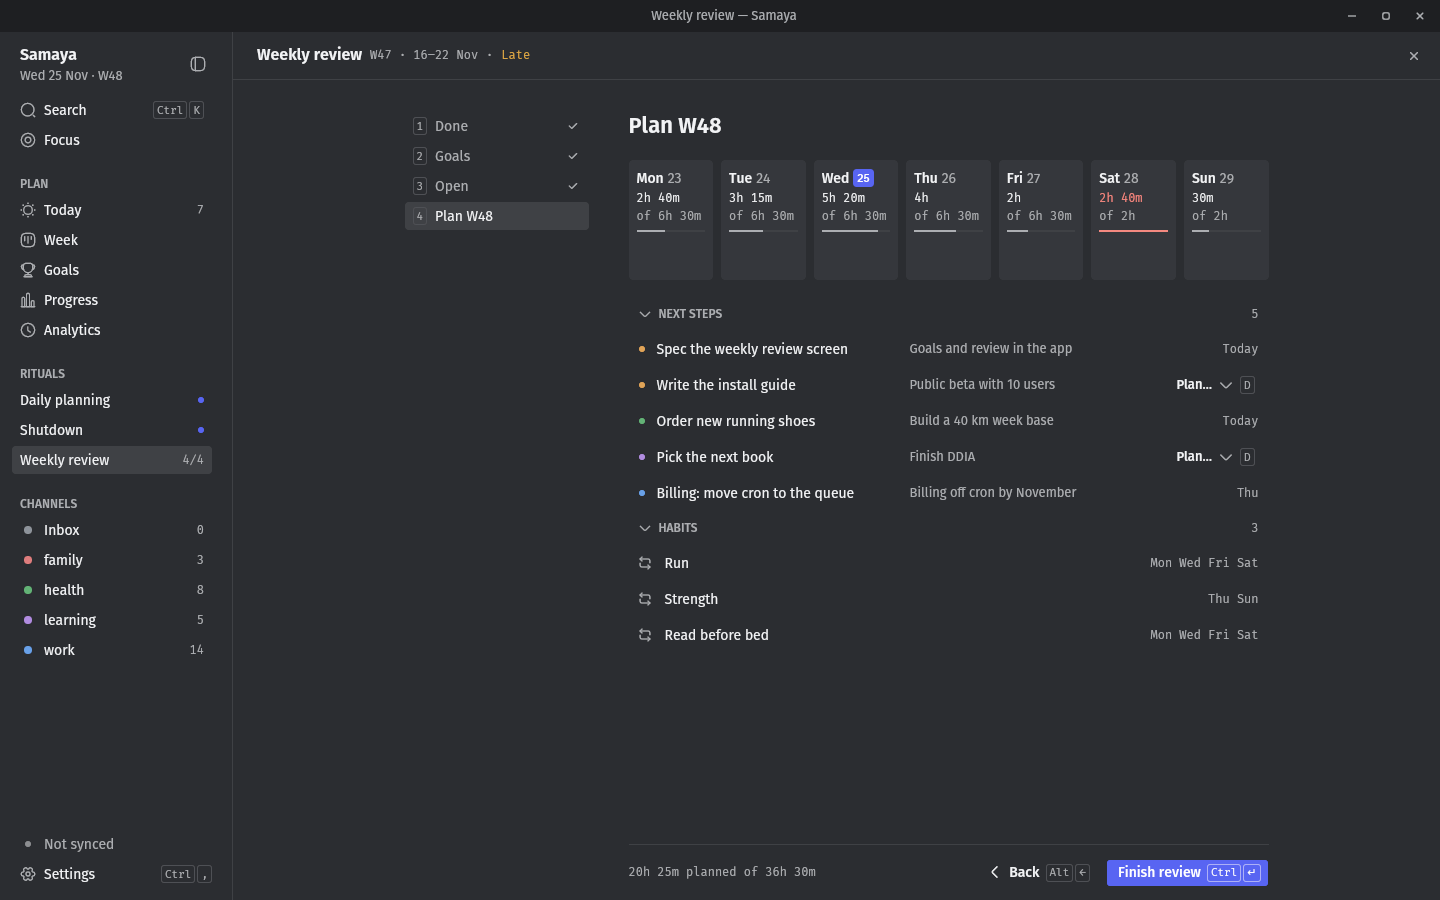 Weekly review — Samaya
Samaya
Wed 25 Nov · W48
Search Ctrl K
Focus
PLAN
Today 7
Week
Goals
Progress
Analytics
RITUALS
Daily planning
Shutdown
Weekly review 4/4
CHANNELS
Inbox 0
family 3
health 8
learning 5
work 14
Not synced
Settings Ctrl ,
Weekly review W47 · 16–22 Nov · Late
1 Done
2 Goals
3 Open
4 Plan W48
Plan W48
Mon 23
2h 40m
of 6h 30m
Tue 24
3h 15m
of 6h 30m
Wed 25
5h 20m
of 6h 30m
Thu 26
4h
of 6h 30m
Fri 27
2h
of 6h 30m
Sat 28
2h 40m
of 2h
Sun 29
30m
of 2h
NEXT STEPS 5
Spec the weekly review screen Goals and review in the app Today
Write the install guide Public beta with 10 users Plan... D
Order new running shoes Build a 40 km week base Today
Pick the next book Finish DDIA Plan... D
Billing: move cron to the queue Billing off cron by November Thu
HABITS 3
Run Mon Wed Fri Sat
Strength Thu Sun
Read before bed Mon Wed Fri Sat
20h 25m planned of 36h 30m Back Alt ← Finish review Ctrl ↵